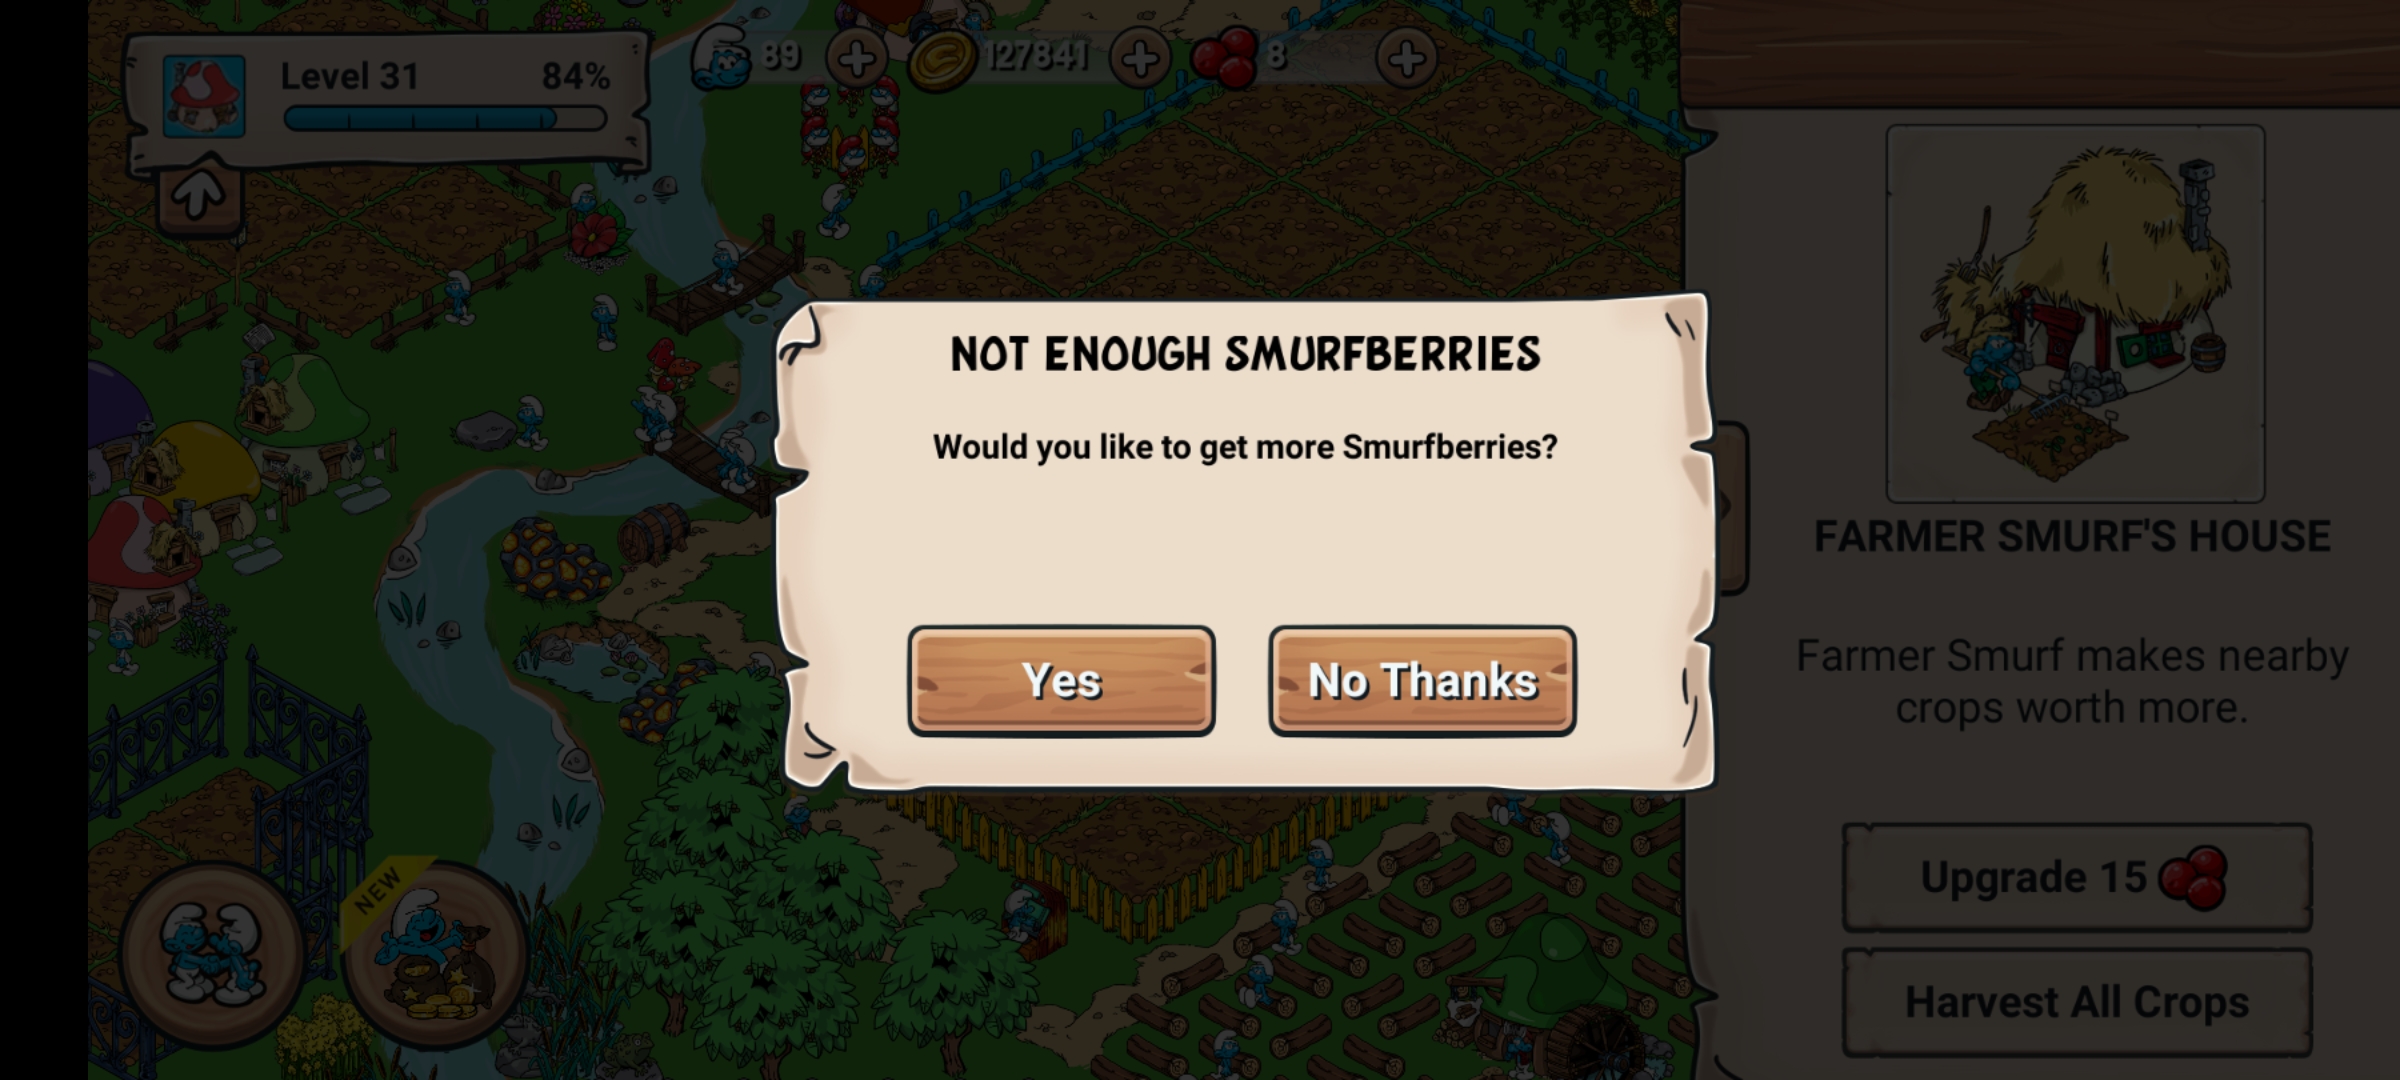 Level 31
84%
89
127841
8
NOT ENOUGH SMURFBERRIES
Would you like to get more Smurfberries?
Yes
No Thanks
FARMER SMURF'S HOUSE
Farmer Smurf makes nearby
crops worth more.
Upgrade 15
Harvest All Crops
NEW